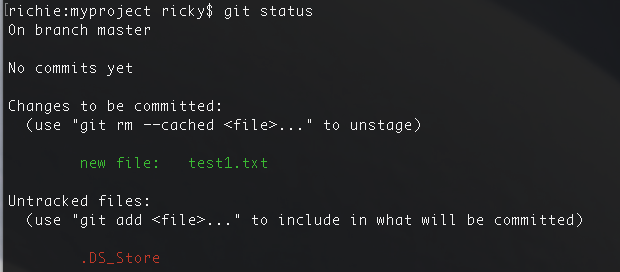 [richie:myproject ricky$ git status
On branch master
No commits yet
Changes to be committed:
(use "git rm --cached <file>..." to unstage)
new file: test1.txt
Untracked files:
(use "git add <file>..." to include in what will be committed)
.DS_Store